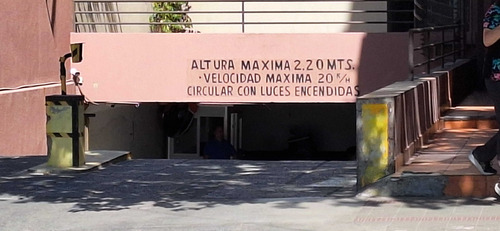 ALTURA MAXIMA 2.20 MTS.
·VELOCIDAD MAXIMA 20 K/H
CIRCULAR CON LUCES ENCENDIDAS